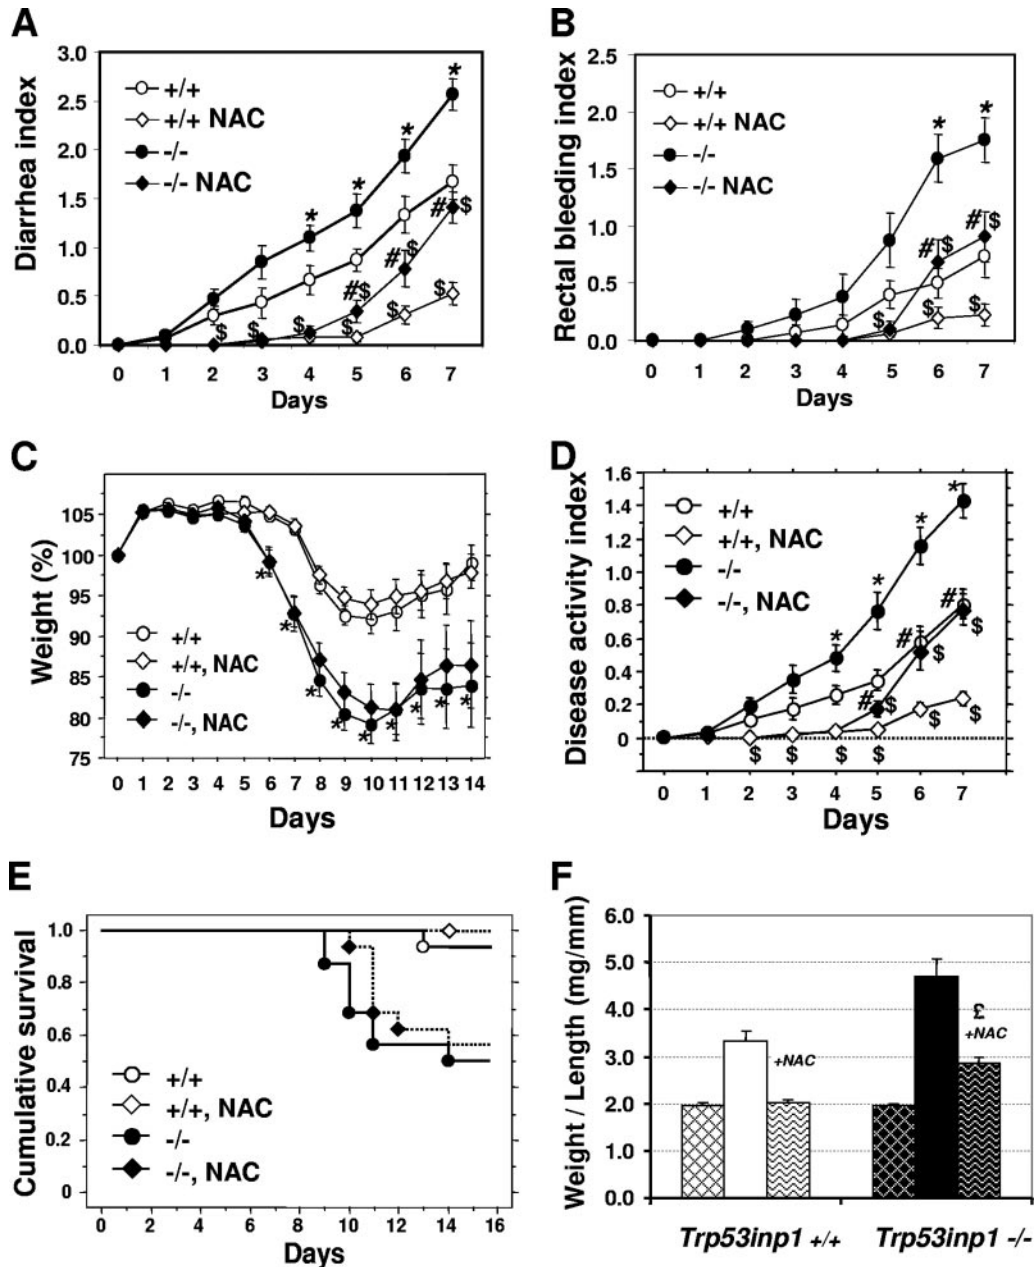 A
Diarrhea index
3.0
2.5
2.0
1.5
1.0
0.5
0.0
+/+
+/+ NAC
-/-
-/- NAC
* * * *
# # #
$ $ $ $ $ $ $ $ $
0 1 2 3 4 5 6 7
Days
B
Rectal bleeding index
2.5
2.0
1.5
1.0
0.5
0.0
+/+
+/+ NAC
-/-
-/- NAC
* *
# #
$ $ $ $ $
0 1 2 3 4 5 6 7
Days
C
Weight (%)
105
100
95
90
85
80
75
+/+
+/+, NAC
-/-
-/-, NAC
* * * * * * * * *
0 1 2 3 4 5 6 7 8 9 10 11 12 13 14
Days
D
Disease activity index
1.6
1.4
1.2
1.0
0.8
0.6
0.4
0.2
0
+/+
+/+, NAC
-/-
-/-, NAC
* * * *
# # #
$ $ $ $ $ $ $ $ $
0 1 2 3 4 5 6 7
Days
E
Cumulative survival
1.0
0.8
0.6
0.4
0.2
0
+/+
+/+, NAC
-/-
-/-, NAC
0 2 4 6 8 10 12 14 16
Days
F
Weight / Length (mg/mm)
6.0
5.0
4.0
3.0
2.0
1.0
0.0
+NAC
£
+NAC
Trp53inp1 +/+
Trp53inp1 -/-